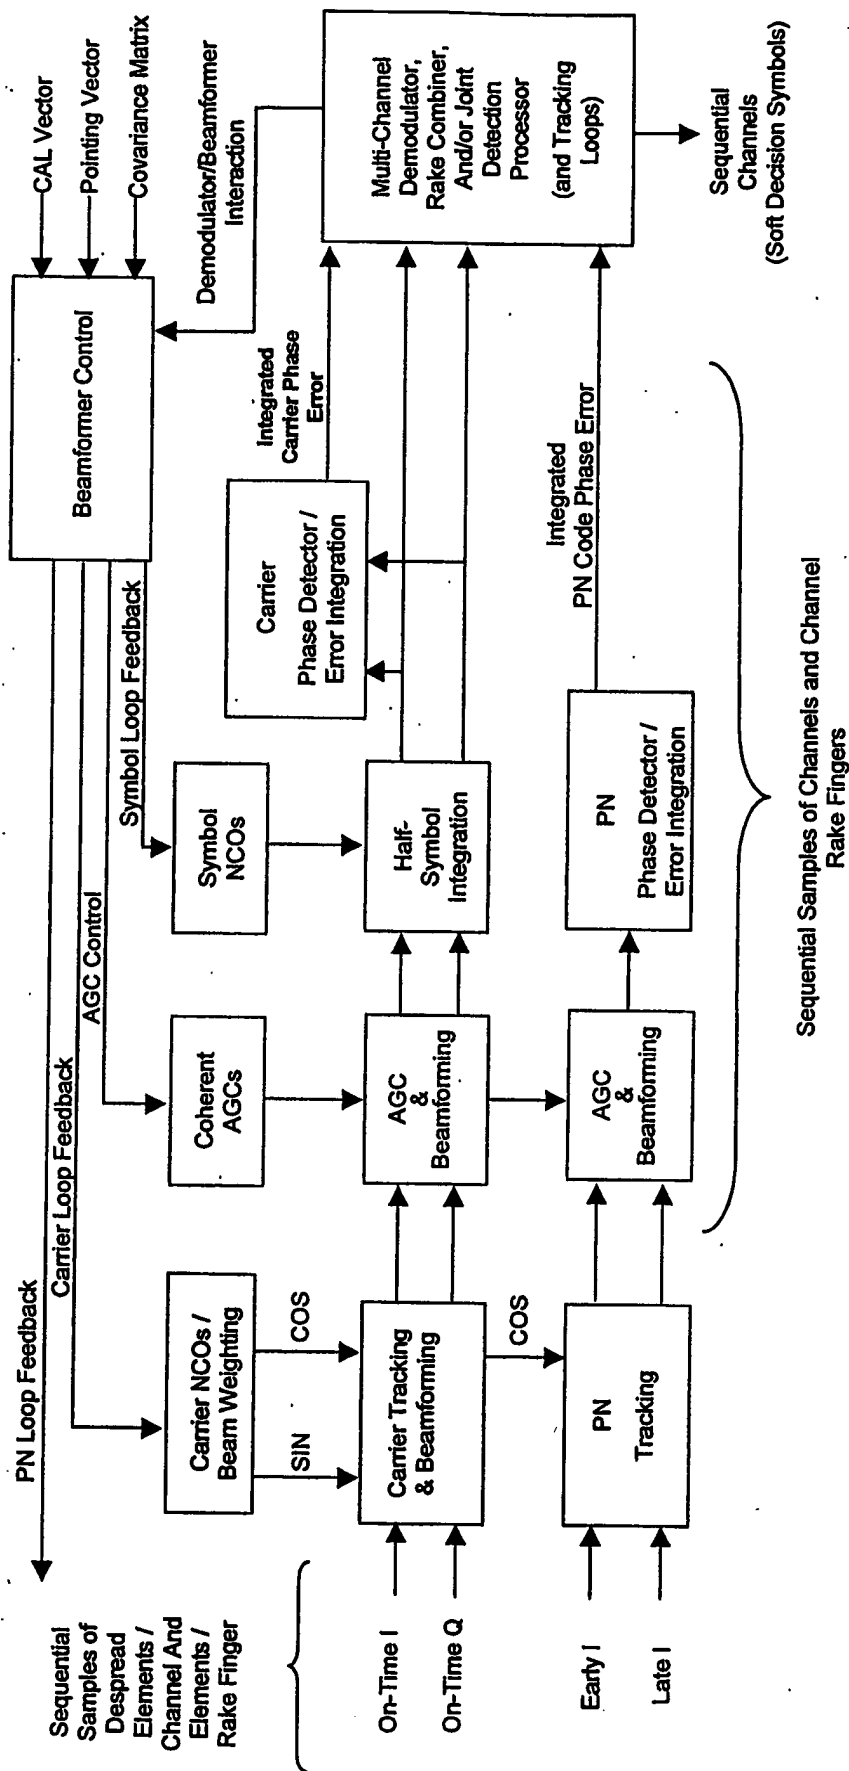 PN Loop Feedback
Carrier Loop Feedback
AGC Control
Symbol Loop Feedback
Beamformer Control
CAL Vector
Pointing Vector
Covariance Matrix
Demodulator/Beamformer
Interaction
Sequential
Samples of
Despread
Elements /
Channel And
Elements /
Rake Finger
Carrier NCOs /
Beam Weighting
Coherent
AGCs
Symbol
NCOs
Carrier
Phase Detector /
Error Integration
Integrated
Carrier Phase
Error
SIN
COS
On-Time I
On-Time Q
Carrier Tracking
& Beamforming
AGC
&
Beamforming
Half-
Symbol
Integration
Multi-Channel
Demodulator,
Rake Combiner,
And/or Joint
Detection
Processor
(and Tracking
Loops)
COS
Early I
Late I
PN
Tracking
AGC
&
Beamforming
PN
Phase Detector /
Error Integration
Integrated
PN Code Phase Error
Sequential
Channels
(Soft Decision Symbols)
Sequential Samples of Channels and Channel
Rake Fingers